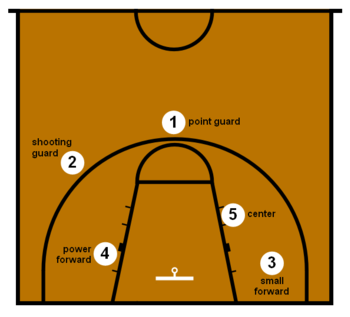 1 point guard
shooting
guard
2
5 center
power
forward
4
3
small
forward